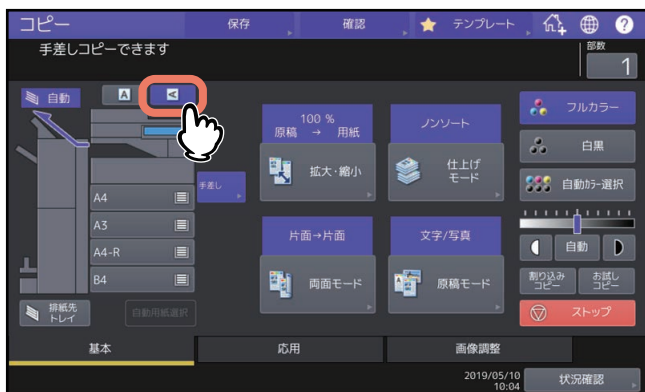 コピー
保存
確認
テンプレート
?
手差しコピーできます
部数
1
自動
A
A
A4
A3
A4-R
B4
手差し
排紙先
トレイ
自動用紙選択
100 %
原稿 → 用紙
拡大・縮小
ノンソート
仕上げ
モード
片面→片面
両面モード
文字/写真
原稿モード
フルカラー
白黒
自動ｶﾗｰ選択
自動
割り込み
コピー
お試し
コピー
ストップ
基本
応用
画像調整
2019/05/10
10:04
状況確認